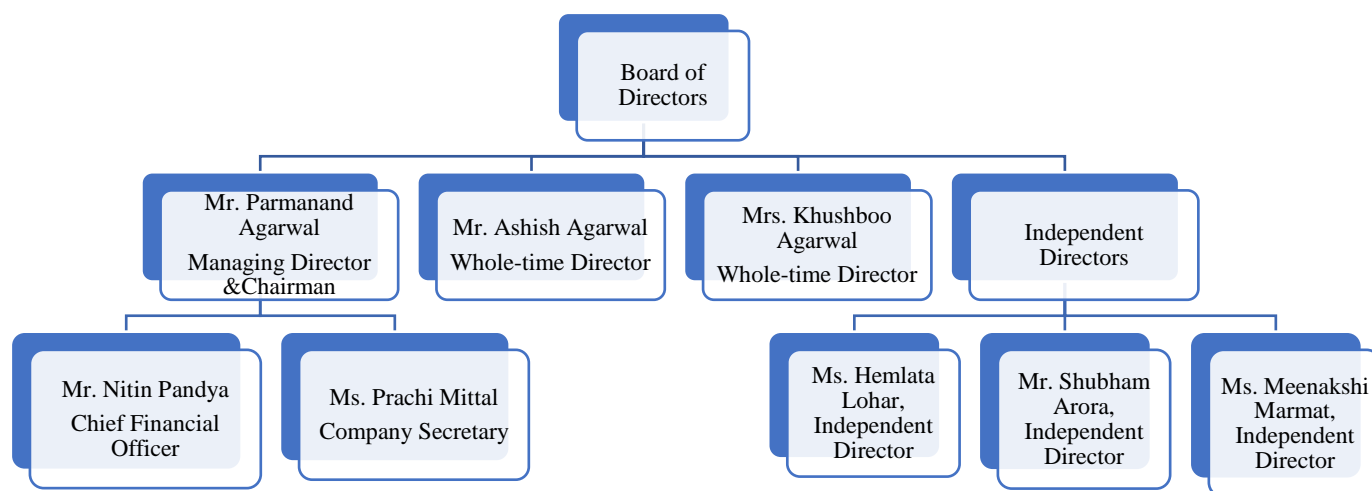 Board of
Directors
Mr. Parmanand
Agarwal
Managing Director
&Chairman
Mr. Ashish Agarwal
Whole-time Director
Mrs. Khushboo
Agarwal
Whole-time Director
Independent
Directors
Mr. Nitin Pandya
Chief Financial
Officer
Ms. Prachi Mittal
Company Secretary
Ms. Hemlata
Lohar,
Independent
Director
Mr. Shubham
Arora,
Independent
Director
Ms. Meenakshi
Marmat,
Independent
Director